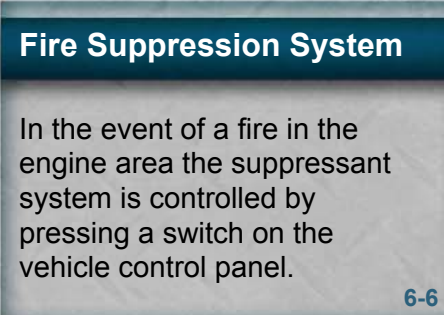 Fire Suppression System
In the event of a fire in the
engine area the suppressant
system is controlled by
pressing a switch on the
vehicle control panel.
6-6